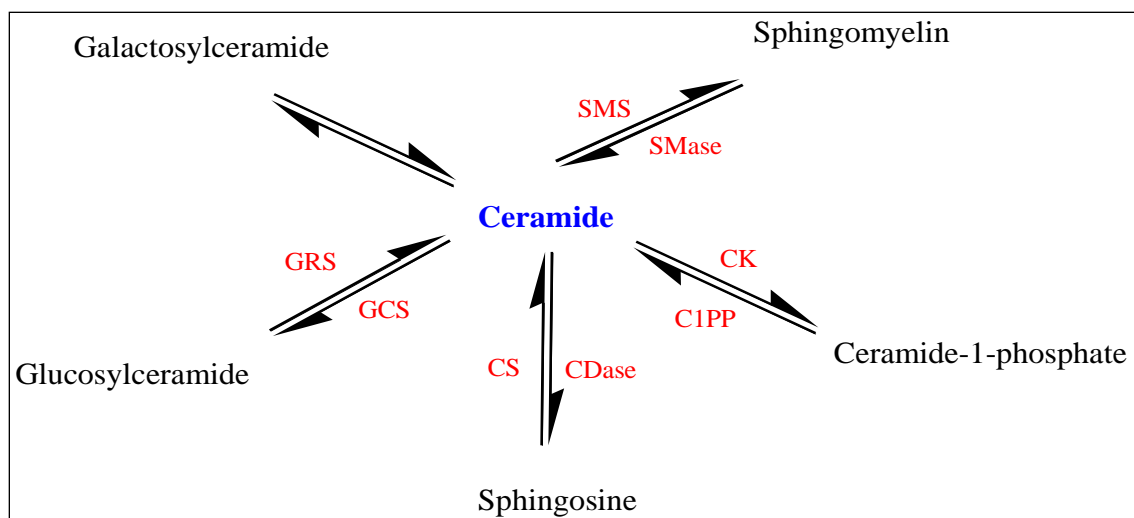 Sphingomyelin
Galactosylceramide
SMS
SMase
Ceramide
GRS
CK
GCS
C1PP
Ceramide-1-phosphate
Glucosylceramide
CS
CDase
Sphingosine